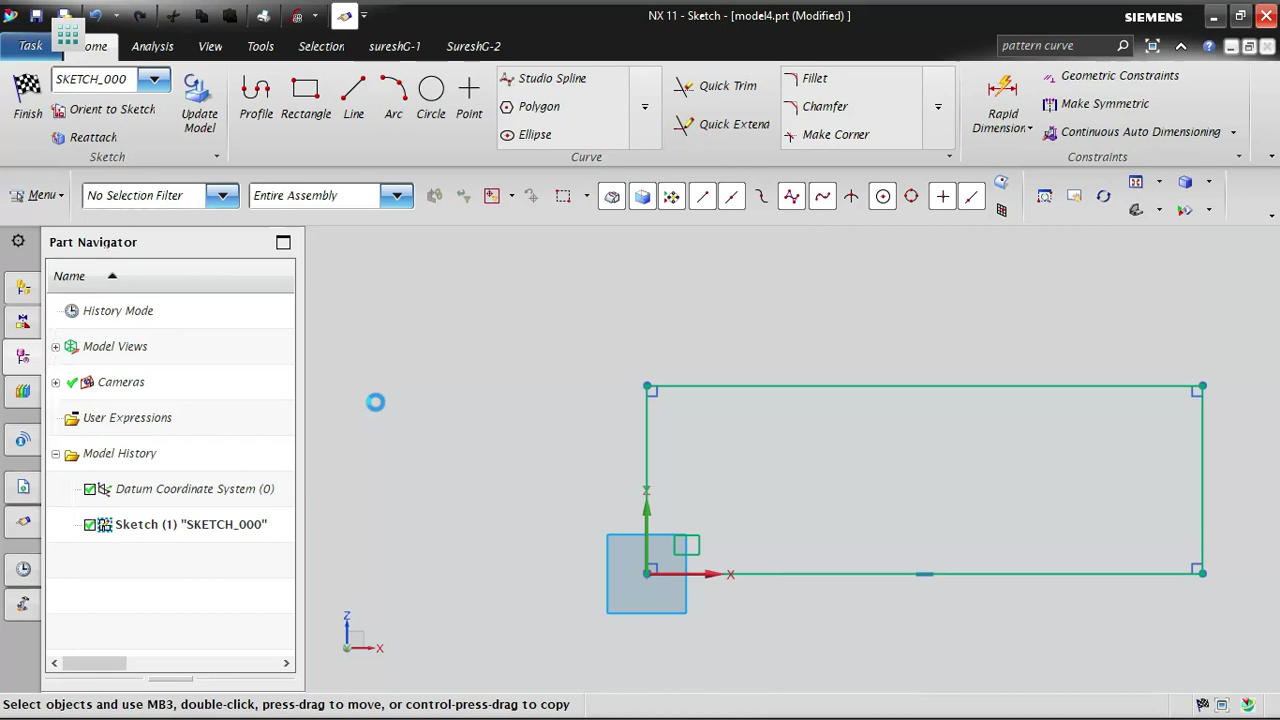 NX 11 - Sketch - [model4.prt (Modified) ]
SIEMENS
Task
Home
Analysis
View
Tools
Selection
sureshG-1
SureshG-2
pattern curve
Finish
SKETCH_000
Orient to Sketch
Reattach
Update Model
Sketch
Profile
Rectangle
Line
Arc
Circle
Point
Studio Spline
Polygon
Ellipse
Quick Trim
Quick Extend
Fillet
Chamfer
Make Corner
Curve
Rapid Dimension
Geometric Constraints
Make Symmetric
Continuous Auto Dimensioning
Constraints
Menu
No Selection Filter
Entire Assembly
Part Navigator
Name
History Mode
Model Views
Cameras
User Expressions
Model History
Datum Coordinate System (0)
Sketch (1) "SKETCH_000"
X
Z
X
Select objects and use MB3, double-click, press-drag to move, or control-press-drag to copy